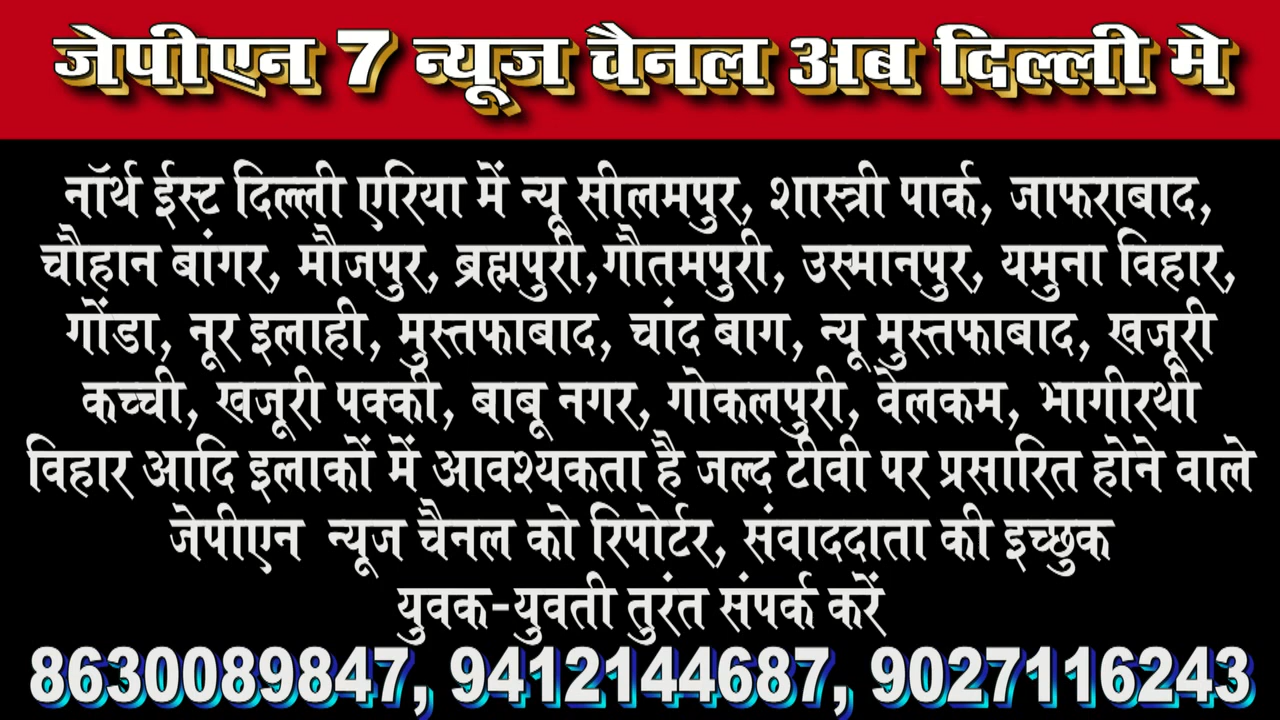 जेपीएन 7 न्यूज चैनल अब दिल्ली मे
नॉर्थ ईस्ट दिल्ली एरिया में न्यू सीलमपुर, शास्त्री पार्क, जाफराबाद,
चौहान बांगर, मौजपुर, ब्रह्मपुरी,गौतमपुरी, उस्मानपुर, यमुना विहार,
गोंडा, नूर इलाही, मुस्तफाबाद, चांद बाग, न्यू मुस्तफाबाद, खजूरी
कच्ची, खजूरी पक्की, बाबू नगर, गोकलपुरी, वेलकम, भागीरथी
विहार आदि इलाकों में आवश्यकता है जल्द टीवी पर प्रसारित होने वाले
जेपीएन न्यूज चैनल को रिपोर्टर, संवाददाता की इच्छुक
युवक-युवती तुरंत संपर्क करें
8630089847, 9412144687, 9027116243